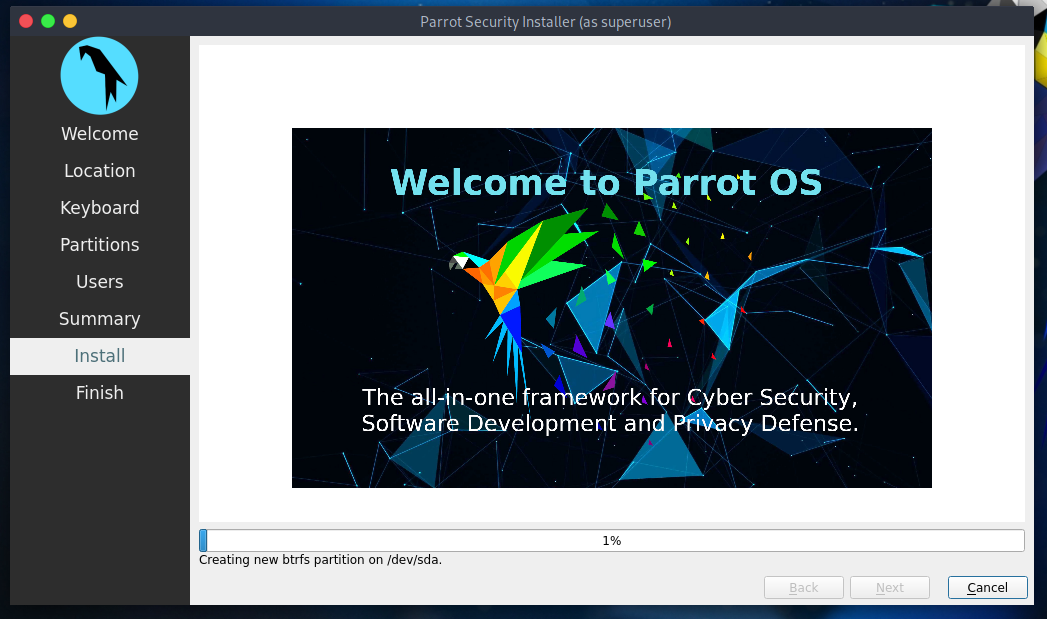 Parrot Security Installer (as superuser)
Welcome
Location
Keyboard
Partitions
Users
Summary
Install
Finish
Welcome to Parrot OS
The all-in-one framework for Cyber Security,
Software Development and Privacy Defense.
1%
Creating new btrfs partition on /dev/sda.
Back
Next
Cancel